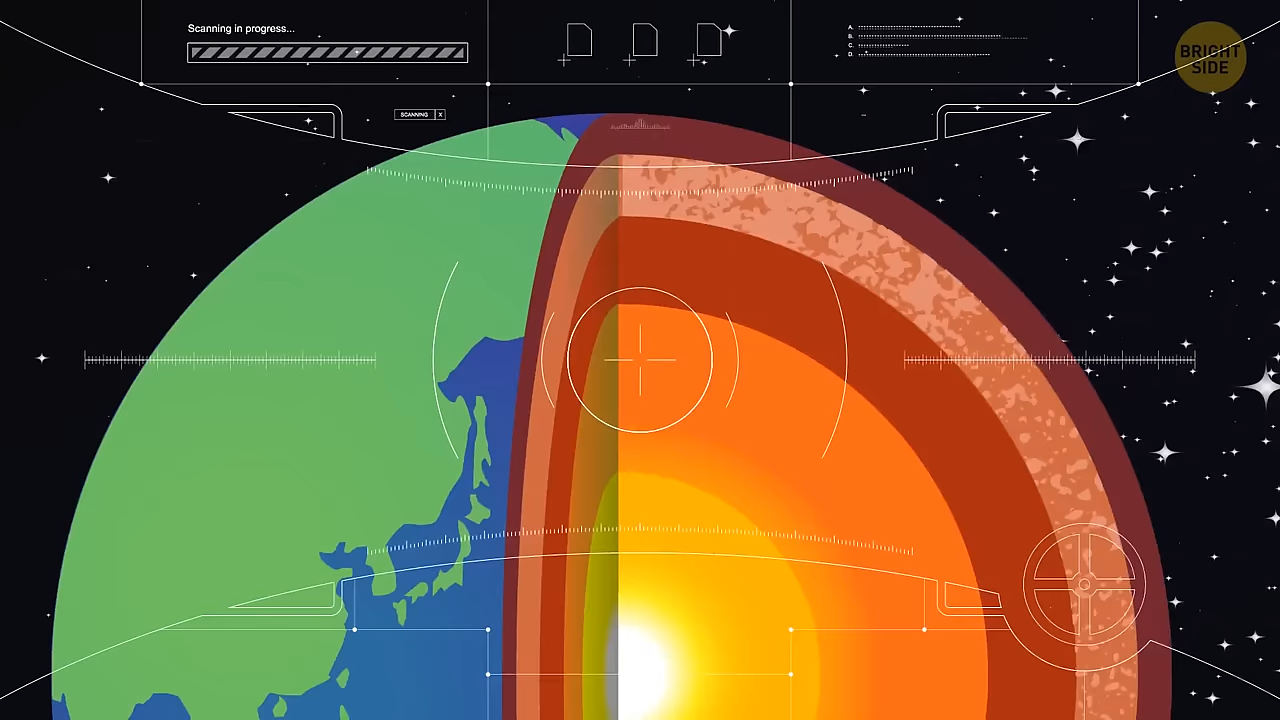 Scanning in progress...
A.
B.
C.
D.
BRIGHT
SIDE
SCANNING X